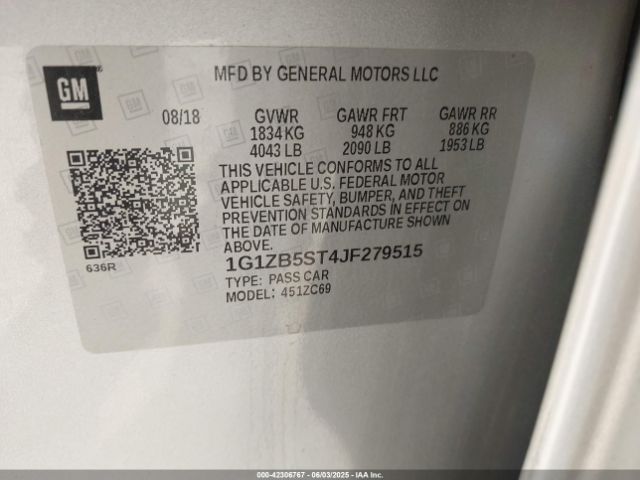 GM
MFD BY GENERAL MOTORS LLC
08/18 GVWR GAWR FRT GAWR RR
1834 KG 948 KG 886 KG
4043 LB 2090 LB 1953 LB
THIS VEHICLE CONFORMS TO ALL
APPLICABLE U.S. FEDERAL MOTOR
VEHICLE SAFETY, BUMPER, AND THEFT
PREVENTION STANDARDS IN EFFECT ON
THE DATE OF MANUFACTURE SHOWN
ABOVE.
636R
1G1ZB5ST4JF279515
TYPE: PASS CAR
MODEL: 451ZC69
000-42306767 - 06/03/2025 - IAA Inc.